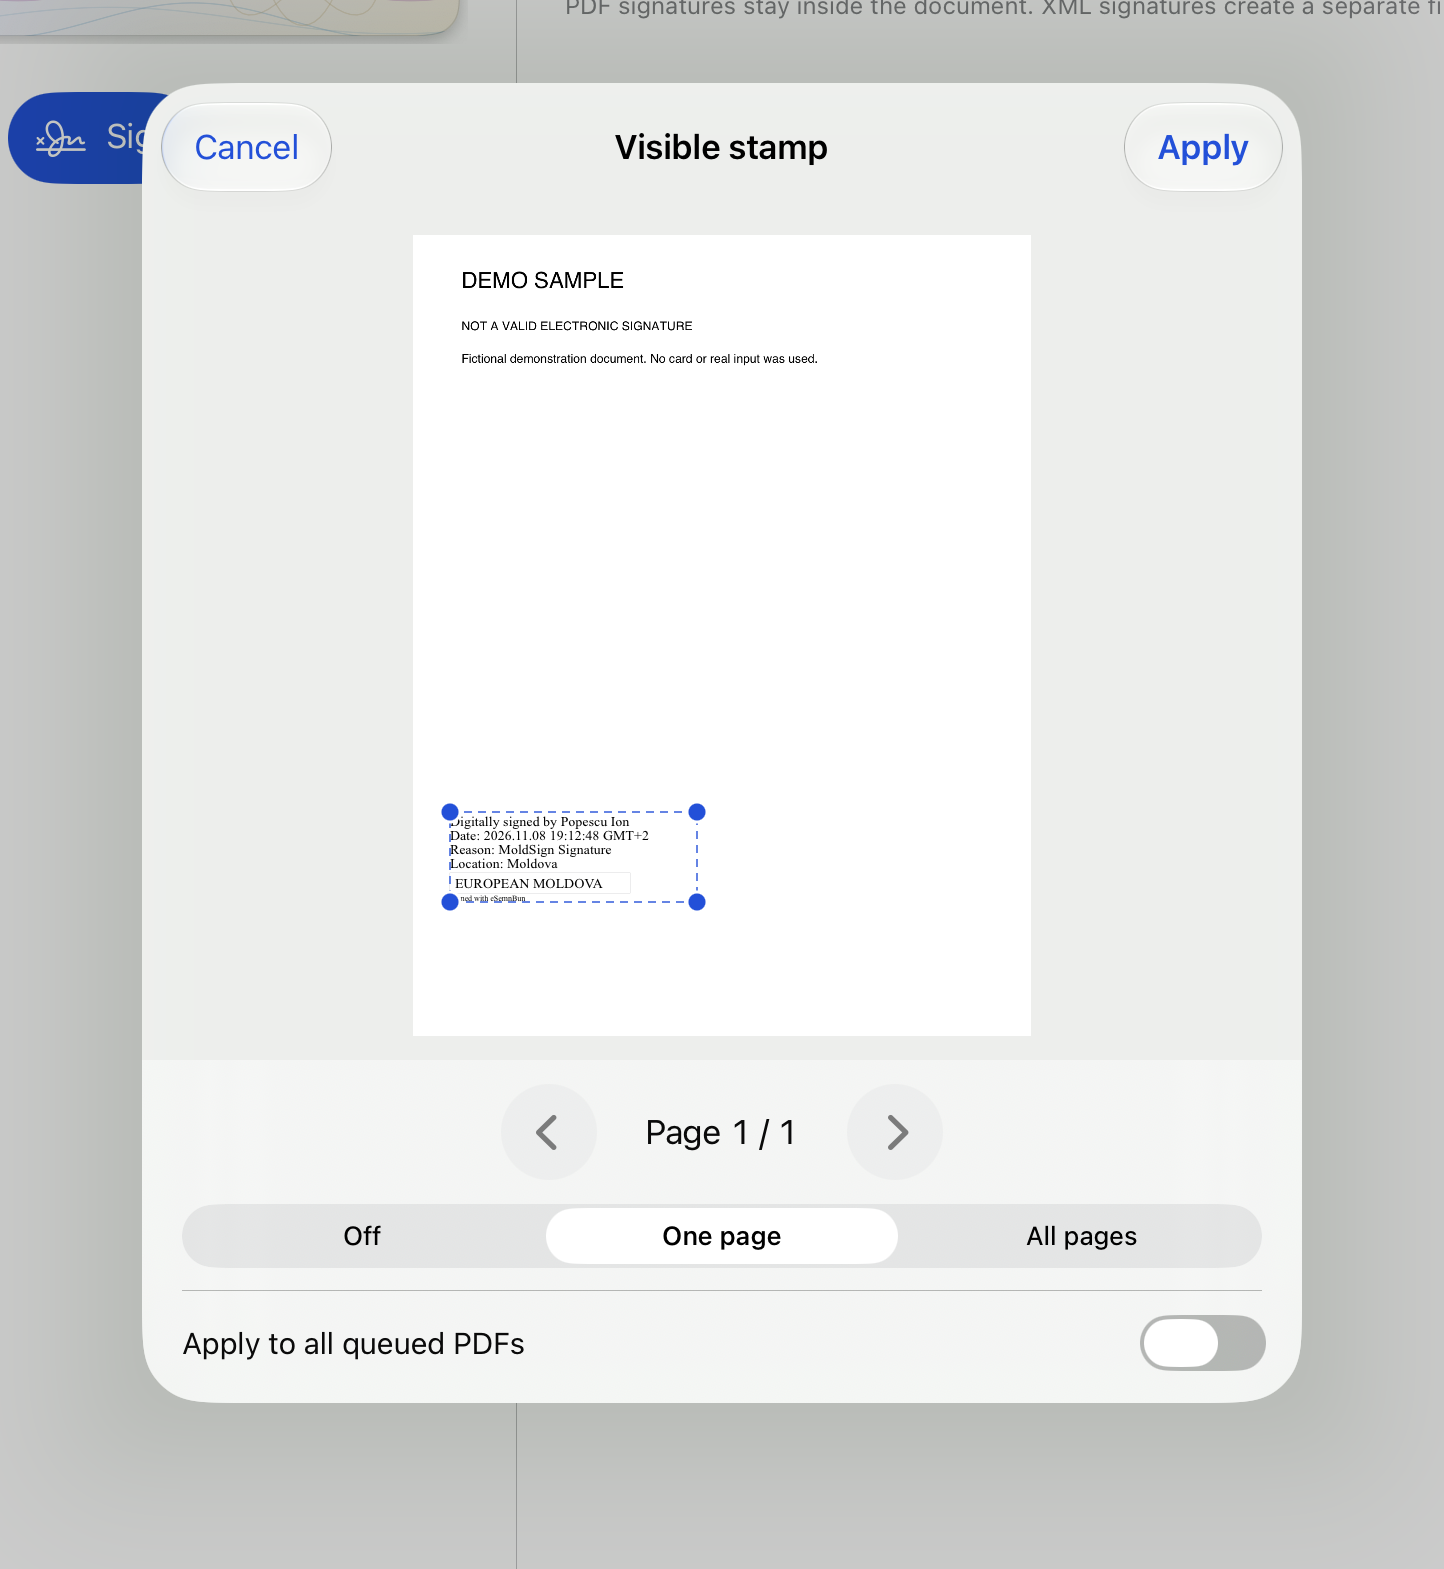 PDF signatures stay inside the document. XML signatures create a separate fi
Sig
Cancel
Visible stamp
Apply
DEMO SAMPLE
NOT A VALID ELECTRONIC SIGNATURE
Fictional demonstration document. No card or real input was used.
Digitally signed by Popescu Ion
Date: 2026.11.08 19:12:48 GMT+2
Reason: MoldSign Signature
Location: Moldova
EUROPEAN MOLDOVA
ned with eSemnBun
Page 1 / 1
Off
One page
All pages
Apply to all queued PDFs